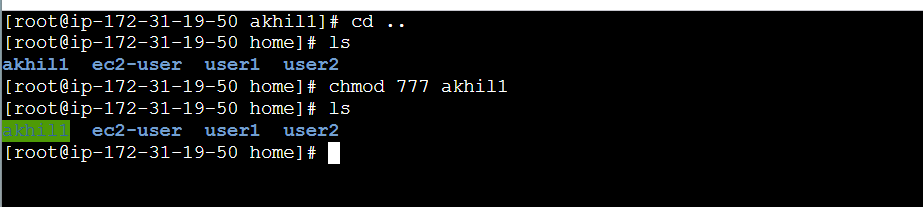 [root@ip-172-31-19-50 akhil1]# cd ..
[root@ip-172-31-19-50 home]# ls
akhil1  ec2-user  user1  user2
[root@ip-172-31-19-50 home]# chmod 777 akhil1
[root@ip-172-31-19-50 home]# ls
akhil1  ec2-user  user1  user2
[root@ip-172-31-19-50 home]#